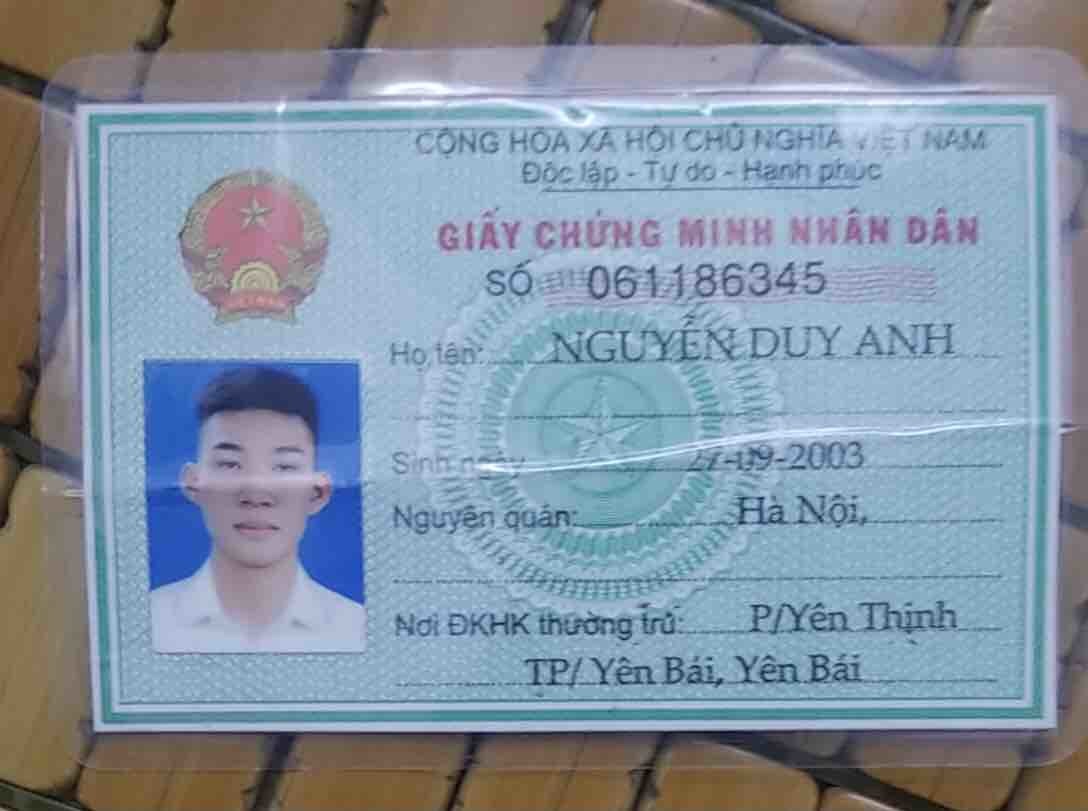 CỘNG HÒA XÃ HỘI CHỦ NGHĨA VIỆT NAM
Độc lập - Tự do - Hạnh phúc
GIẤY CHỨNG MINH NHÂN DÂN
SỐ 061186345
Họ tên: NGUYỄN DUY ANH
Sinh ngày 27-09-2003
Nguyên quán: Hà Nội,
Nơi ĐKHK thường trú: P/Yên Thịnh
TP/ Yên Bái, Yên Bái